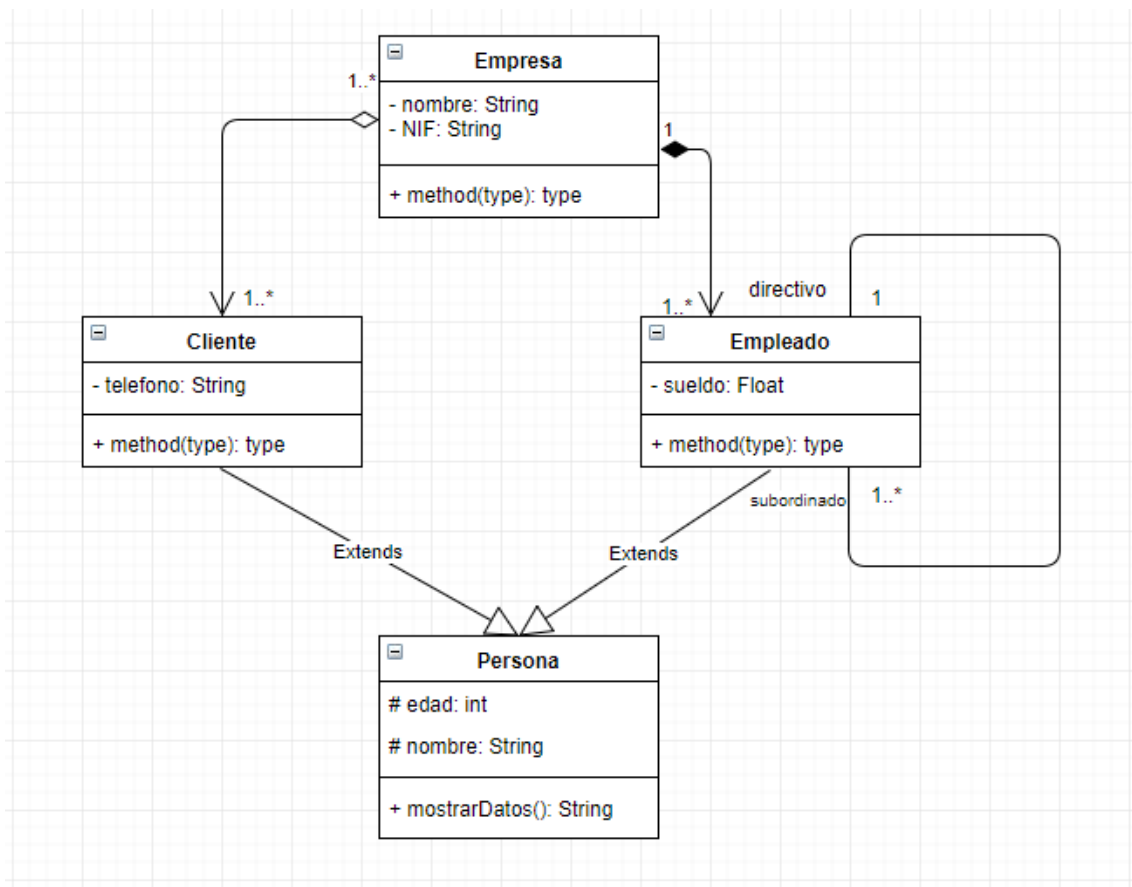 Empresa
1..*
- nombre: String
- NIF: String
1
+ method(type): type
directivo
1
1..*
1..*
Cliente
Empleado
- telefono: String
- sueldo: Float
+ method(type): type
+ method(type): type
subordinado
1..*
Extends
Extends
Persona
# edad: int
# nombre: String
+ mostrarDatos(): String